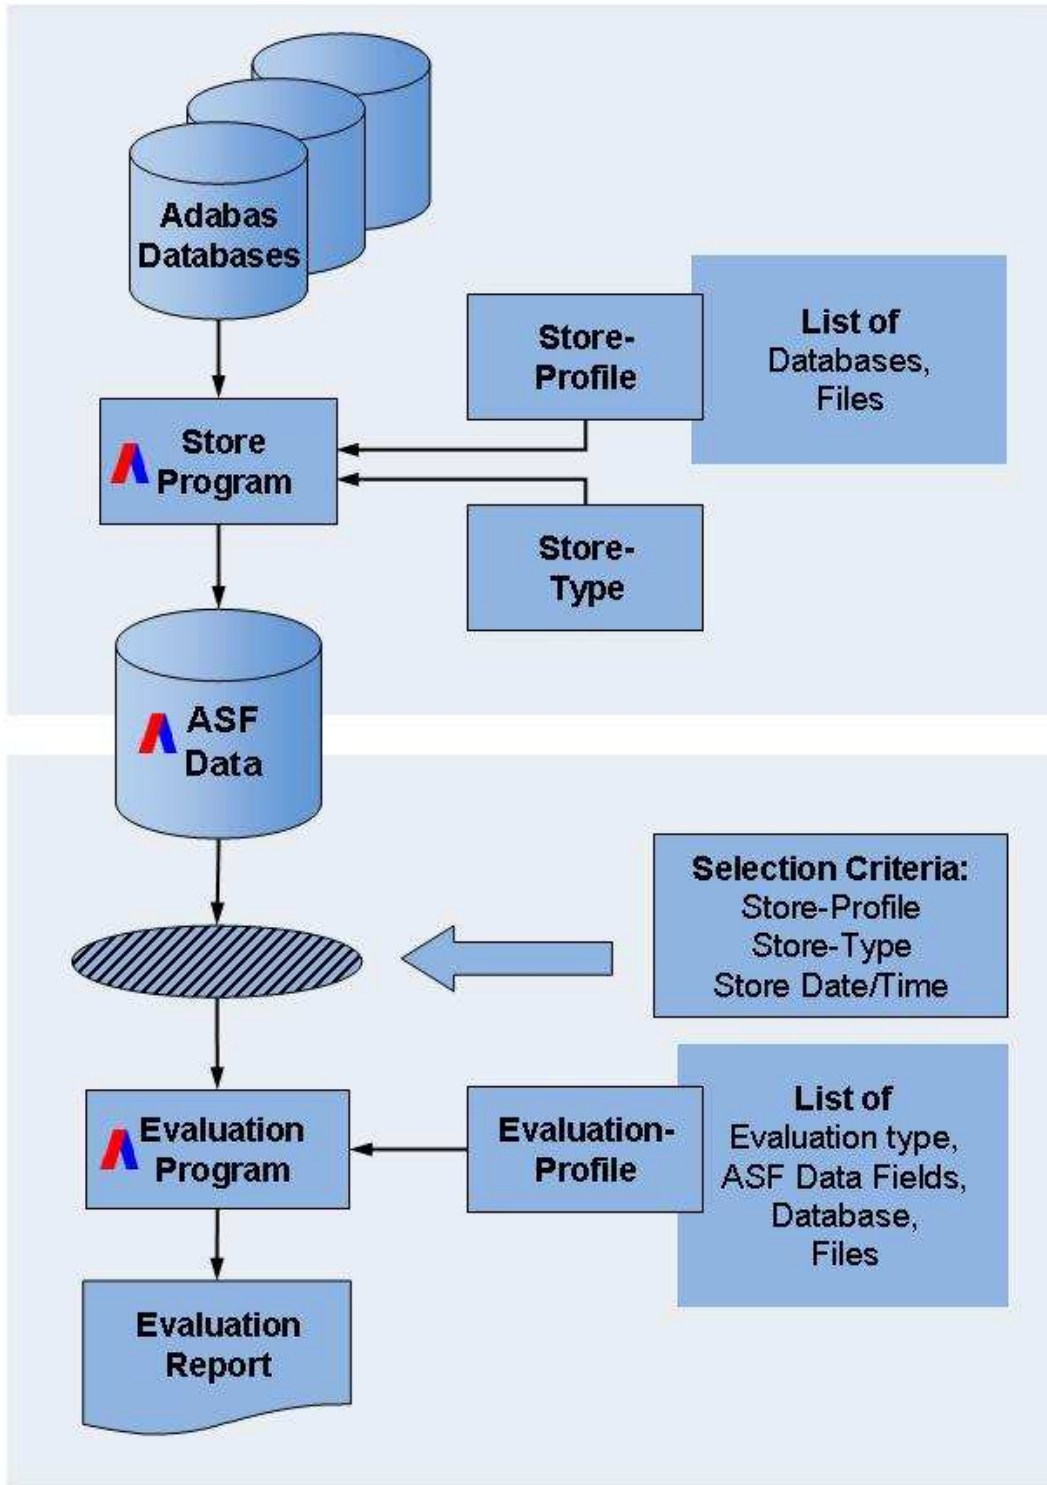 Adabas
Databases
Store-
Profile
List of
Databases,
Files
Store
Program
Store-
Type
ASF
Data
Selection Criteria:
Store-Profile
Store-Type
Store Date/Time
Evaluation
Program
Evaluation-
Profile
List of
Evaluation type,
ASF Data Fields,
Database,
Files
Evaluation
Report